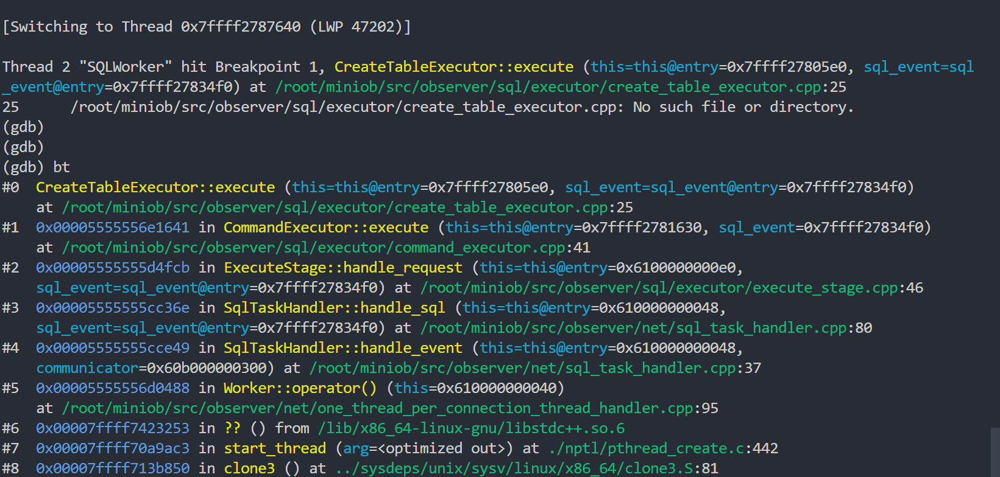 [Switching to Thread 0x7ffff2787640 (LWP 47202)]
Thread 2 "SQLWorker" hit Breakpoint 1, CreateTableExecutor::execute (this=this@entry=0x7ffff27805e0, sql_event=sql
_event@entry=0x7ffff27834f0) at /root/miniob/src/observer/sql/executor/create_table_executor.cpp:25
25      /root/miniob/src/observer/sql/executor/create_table_executor.cpp: No such file or directory.
(gdb)
(gdb)
(gdb) bt
#0  CreateTableExecutor::execute (this=this@entry=0x7ffff27805e0, sql_event=sql_event@entry=0x7ffff27834f0)
    at /root/miniob/src/observer/sql/executor/create_table_executor.cpp:25
#1  0x00005555556e1641 in CommandExecutor::execute (this=this@entry=0x7ffff2781630, sql_event=0x7ffff27834f0)
    at /root/miniob/src/observer/sql/executor/command_executor.cpp:41
#2  0x00005555555d4fcb in ExecuteStage::handle_request (this=this@entry=0x6100000000e0,
    sql_event=sql_event@entry=0x7ffff27834f0) at /root/miniob/src/observer/sql/executor/execute_stage.cpp:46
#3  0x00005555555cc36e in SqlTaskHandler::handle_sql (this=this@entry=0x610000000048,
    sql_event=sql_event@entry=0x7ffff27834f0) at /root/miniob/src/observer/net/sql_task_handler.cpp:80
#4  0x00005555555cce49 in SqlTaskHandler::handle_event (this=this@entry=0x610000000048,
    communicator=0x60b000000300) at /root/miniob/src/observer/net/sql_task_handler.cpp:37
#5  0x00005555556d0488 in Worker::operator() (this=0x610000000040)
    at /root/miniob/src/observer/net/one_thread_per_connection_thread_handler.cpp:95
#6  0x00007ffff7423253 in ?? () from /lib/x86_64-linux-gnu/libstdc++.so.6
#7  0x00007ffff70a9ac3 in start_thread (arg=<optimized out>) at ./nptl/pthread_create.c:442
#8  0x00007ffff713b850 in clone3 () at ../sysdeps/unix/sysv/linux/x86_64/clone3.S:81